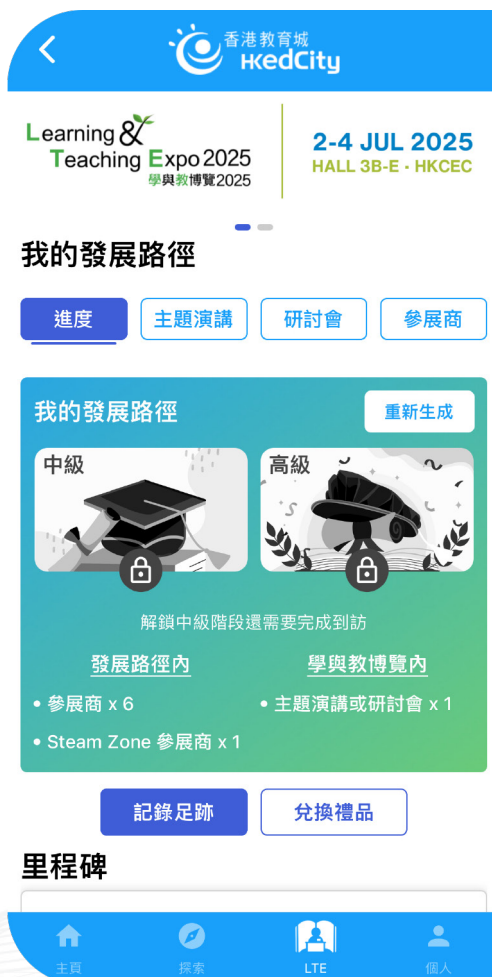 香港教育城
HKedCity
Learning &
Teaching Expo 2025
學與教博覽2025
2-4 JUL 2025
HALL 3B-E · HKCEC
我的發展路徑
進度
主題演講
研討會
參展商
我的發展路徑
重新生成
中級
高級
解鎖中級階段還需要完成到訪
發展路徑內
學與教博覽內
• 參展商 x 6
• 主題演講或研討會 x 1
• Steam Zone 參展商 x 1
記錄足跡
兌換禮品
里程碑
主頁
探索
LTE
個人